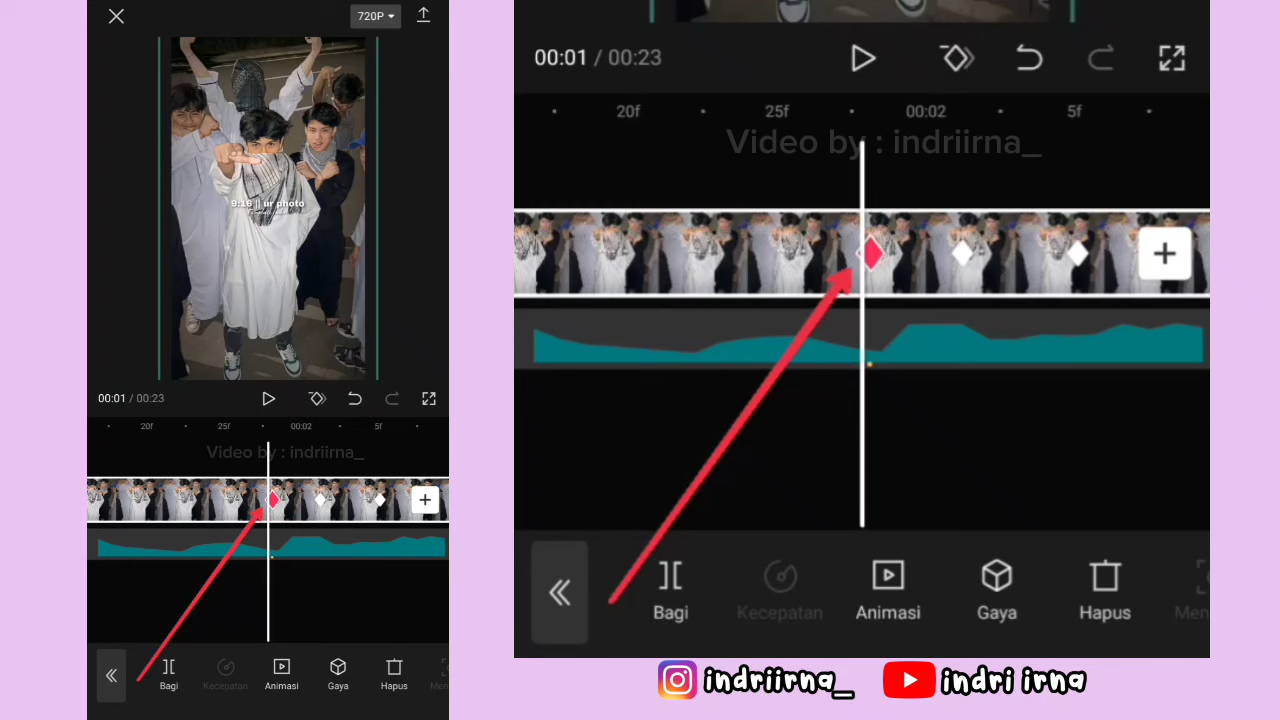 720P
9:16 || ur photo
00:01 / 00:23
20f 25f 00:02 5f
Video by : indriirna_
Bagi Kecepatan Animasi Gaya Hapus
00:01 / 00:23
20f 25f 00:02 5f
Video by : indriirna_
Bagi Kecepatan Animasi Gaya Hapus
indriirna_ indri irna